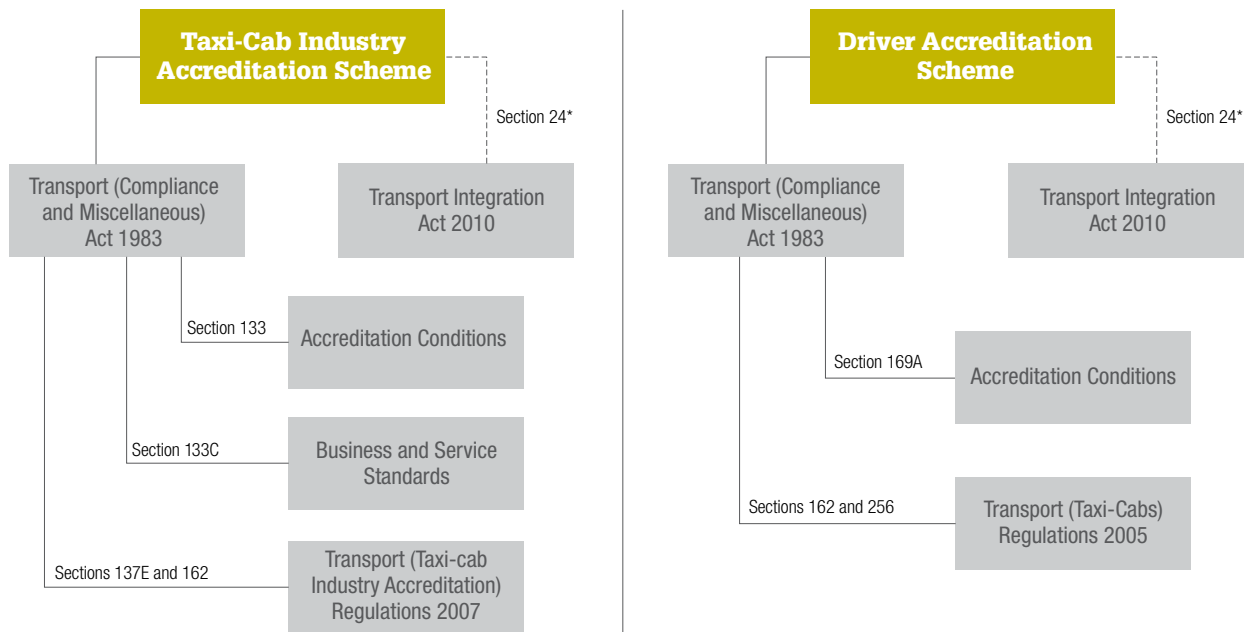 Taxi-Cab Industry
Accreditation Scheme
Section 24*
Transport (Compliance
and Miscellaneous)
Act 1983
Transport Integration
Act 2010
Section 133
Accreditation Conditions
Section 133C
Business and Service
Standards
Sections 137E and 162
Transport (Taxi-cab
Industry Accreditation)
Regulations 2007
Driver Accreditation
Scheme
Section 24*
Transport (Compliance
and Miscellaneous)
Act 1983
Transport Integration
Act 2010
Section 169A
Accreditation Conditions
Sections 162 and 256
Transport (Taxi-Cabs)
Regulations 2005